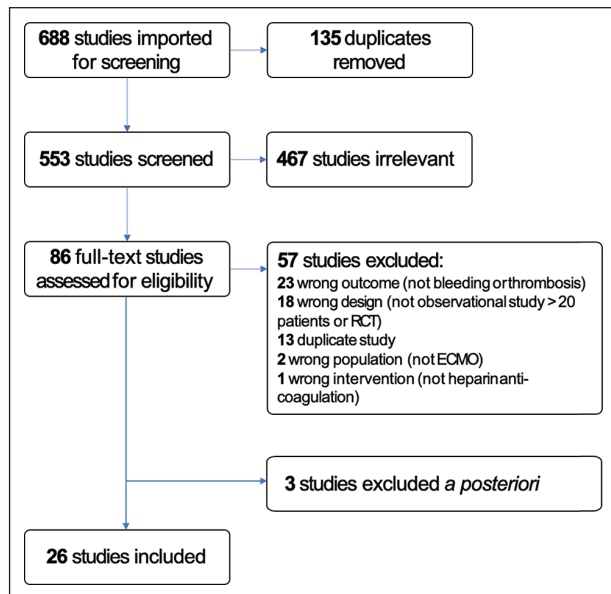 688 studies imported
for screening
135 duplicates
removed
553 studies screened
467 studies irrelevant
86 full-text studies
assessed for eligibility
57 studies excluded:
23 wrong outcome (not bleeding or thrombosis)
18 wrong design (not observational study > 20
patients or RCT)
13 duplicate study
2 wrong population (not ECMO)
1 wrong intervention (not heparin anti-
coagulation)
3 studies excluded a posteriori
26 studies included